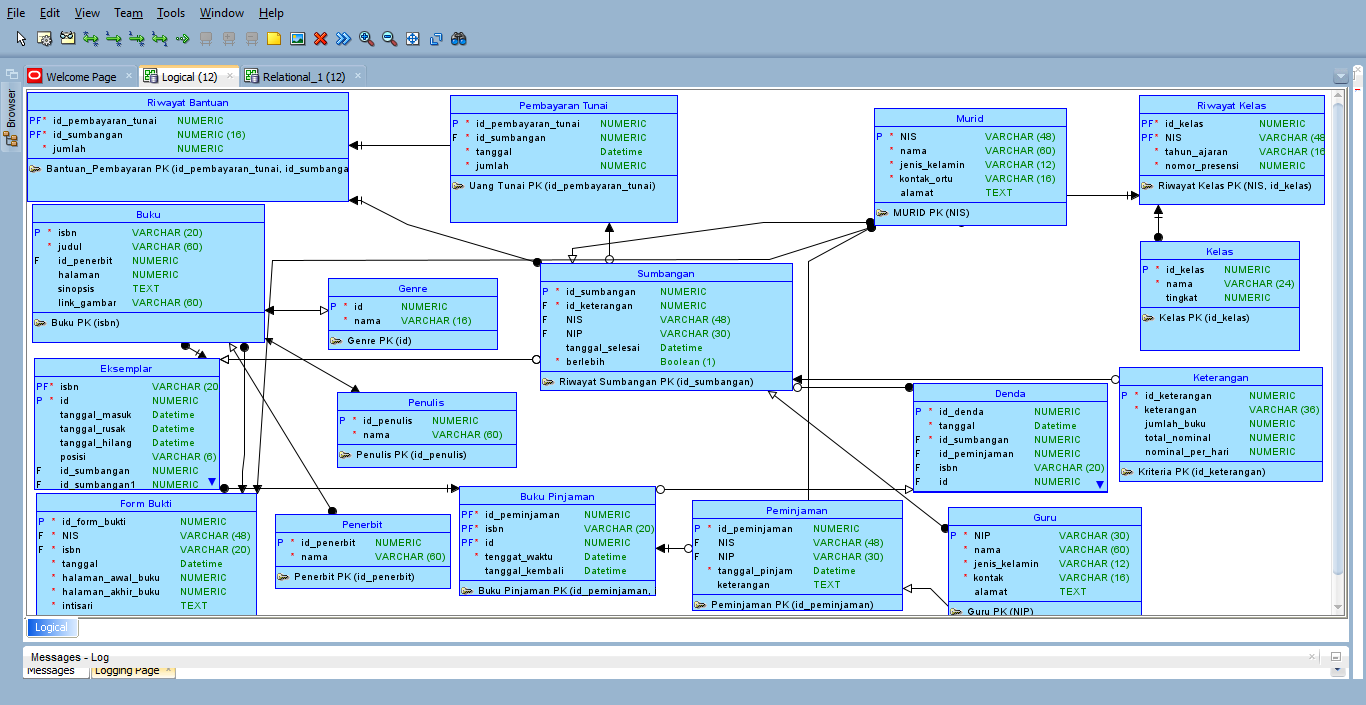 File Edit View Team Tools Window Help
Welcome Page Logical (12) Relational_1 (12)
Browser
Riwayat Bantuan
PF* id_pembayaran_tunai NUMERIC
PF* id_sumbangan NUMERIC (16)
* jumlah NUMERIC
Bantuan_Pembayaran PK (id_pembayaran_tunai, id_sumbanga
Pembayaran Tunai
P * id_pembayaran_tunai NUMERIC
F * id_sumbangan NUMERIC
* tanggal Datetime
* jumlah NUMERIC
Uang Tunai PK (id_pembayaran_tunai)
Murid
P * NIS VARCHAR (48)
* nama VARCHAR (60)
* jenis_kelamin VARCHAR (12)
* kontak_ortu VARCHAR (16)
alamat TEXT
MURID PK (NIS)
Riwayat Kelas
PF* id_kelas NUMERIC
PF* NIS VARCHAR (48
* tahun_ajaran VARCHAR (16
* nomor_presensi NUMERIC
Riwayat Kelas PK (NIS, id_kelas)
Buku
P * isbn VARCHAR (20)
* judul VARCHAR (60)
F id_penerbit NUMERIC
halaman NUMERIC
sinopsis TEXT
link_gambar VARCHAR (60)
Buku PK (isbn)
Genre
P * id NUMERIC
* nama VARCHAR (16)
Genre PK (id)
Sumbangan
P * id_sumbangan NUMERIC
F * id_keterangan NUMERIC
F NIS VARCHAR (48)
F NIP VARCHAR (30)
tanggal_selesai Datetime
* berlebih Boolean (1)
Riwayat Sumbangan PK (id_sumbangan)
Kelas
P * id_kelas NUMERIC
* nama VARCHAR (24)
tingkat NUMERIC
Kelas PK (id_kelas)
Eksemplar
PF* isbn VARCHAR (20
P * id NUMERIC
tanggal_masuk Datetime
tanggal_rusak Datetime
tanggal_hilang Datetime
posisi VARCHAR (6)
F id_sumbangan NUMERIC
F id_sumbangan1 NUMERIC
Penulis
P * id_penulis NUMERIC
* nama VARCHAR (60)
Penulis PK (id_penulis)
Denda
P * id_denda NUMERIC
* tanggal Datetime
F * id_sumbangan NUMERIC
F id_peminjaman NUMERIC
F isbn VARCHAR (20)
F id NUMERIC
Keterangan
P * id_keterangan NUMERIC
* keterangan VARCHAR (36)
jumlah_buku NUMERIC
total_nominal NUMERIC
nominal_per_hari NUMERIC
Kriteria PK (id_keterangan)
Form Bukti
P * id_form_bukti NUMERIC
F * NIS VARCHAR (48)
F * isbn VARCHAR (20)
* tanggal Datetime
* halaman_awal_buku NUMERIC
* halaman_akhir_buku NUMERIC
* intisari TEXT
Penerbit
P * id_penerbit NUMERIC
* nama VARCHAR (60)
Penerbit PK (id_penerbit)
Buku Pinjaman
PF* id_peminjaman NUMERIC
PF* isbn VARCHAR (20)
PF* id NUMERIC
* tenggat_waktu Datetime
tanggal_kembali Datetime
Buku Pinjaman PK (id_peminjaman,
Peminjaman
P * id_peminjaman NUMERIC
F NIS VARCHAR (48)
F NIP VARCHAR (30)
* tanggal_pinjam Datetime
keterangan TEXT
Peminjaman PK (id_peminjaman)
Guru
P * NIP VARCHAR (30)
* nama VARCHAR (60)
* jenis_kelamin VARCHAR (12)
* kontak VARCHAR (16)
alamat TEXT
Guru PK (NIP)
Logical
Messages - Log
Messages Logging Page